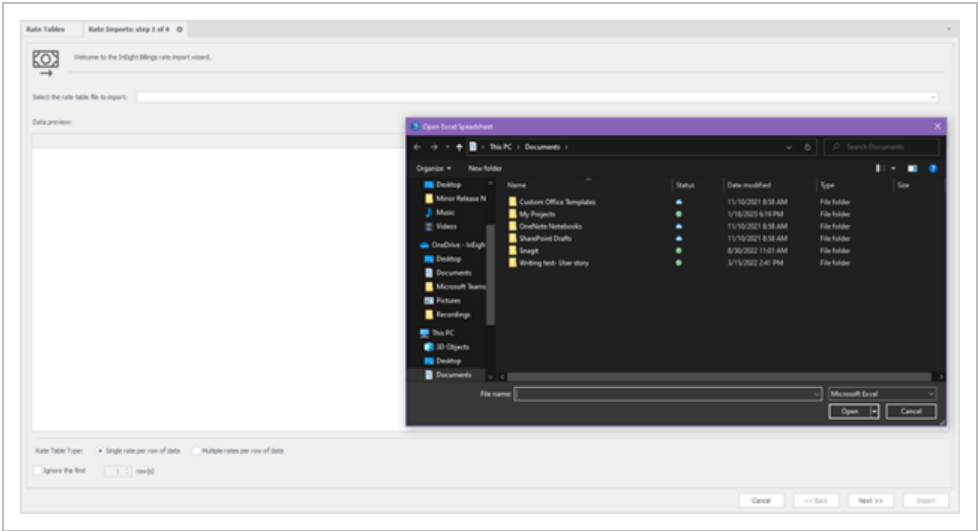 Rate Tables Rate Imports: step 1 of 4
Welcome to the InEight Billings rate import wizard.
Select the rate table file to import:
Data preview:
Open Excel Spreadsheet
This PC › Documents ›
Search Documents
Organize New folder
Name Status Date modified Type Size
Desktop
Minor Release N
Music
Videos
OneDrive - InEigh
Desktop
Documents
Microsoft Teams
Pictures
Recordings
This PC
3D Objects
Desktop
Documents
Custom Office Templates 11/10/2021 8:58 AM File folder
My Projects 1/18/2023 6:19 PM File folder
OneNote Notebooks 11/10/2021 8:58 AM File folder
SharePoint Drafts 11/10/2021 8:58 AM File folder
Snagit 8/30/2022 11:01 AM File folder
Writing test- User story 3/15/2022 2:41 PM File folder
File name: Microsoft Excel
Open Cancel
Rate Table Type: Single rate per row of data Multiple rates per row of data
Ignore the first 1 row(s)
Cancel << Back Next >> Import